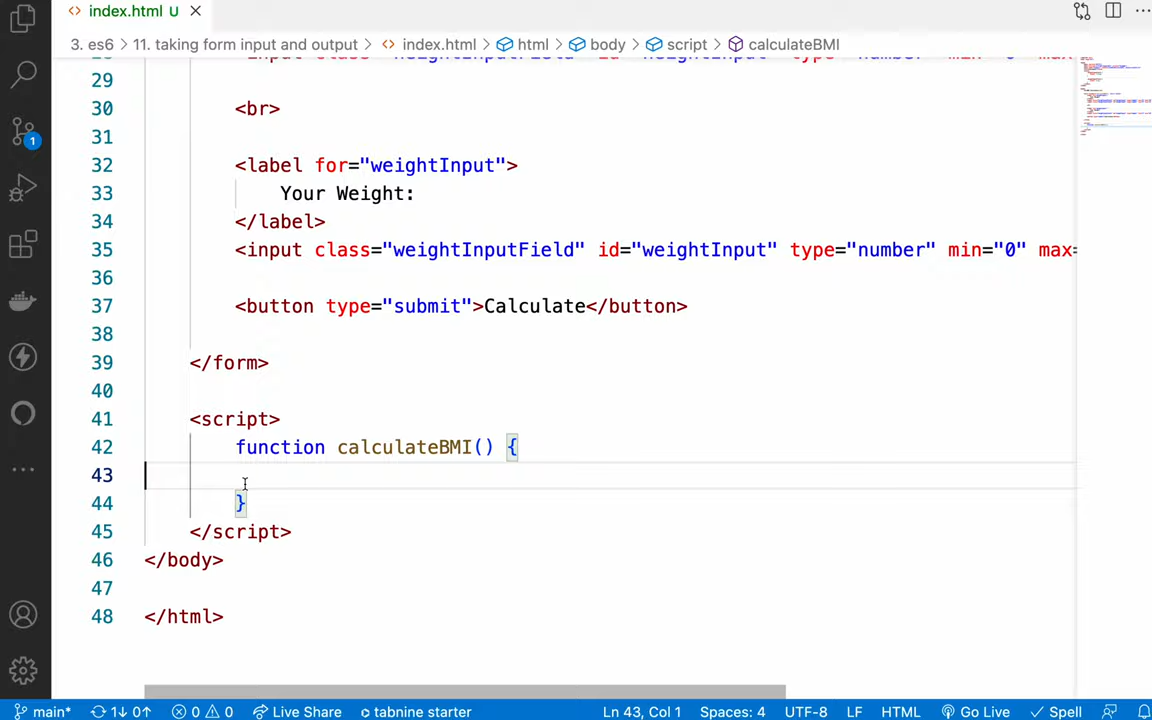 index.html U
3. es6 > 11. taking form input and output > index.html > html > body > script > calculateBMI
29
30 <br>
31
32 <label for="weightInput">
33 Your Weight:
34 </label>
35 <input class="weightInputField" id="weightInput" type="number" min="0" max=
36
37 <button type="submit">Calculate</button>
38
39 </form>
40
41 <script>
42 function calculateBMI() {
43
44 }
45 </script>
46 </body>
47
48 </html>
1
main* 1↓ 0↑ 0 0 Live Share tabnine starter Ln 43, Col 1 Spaces: 4 UTF-8 LF HTML Go Live Spell